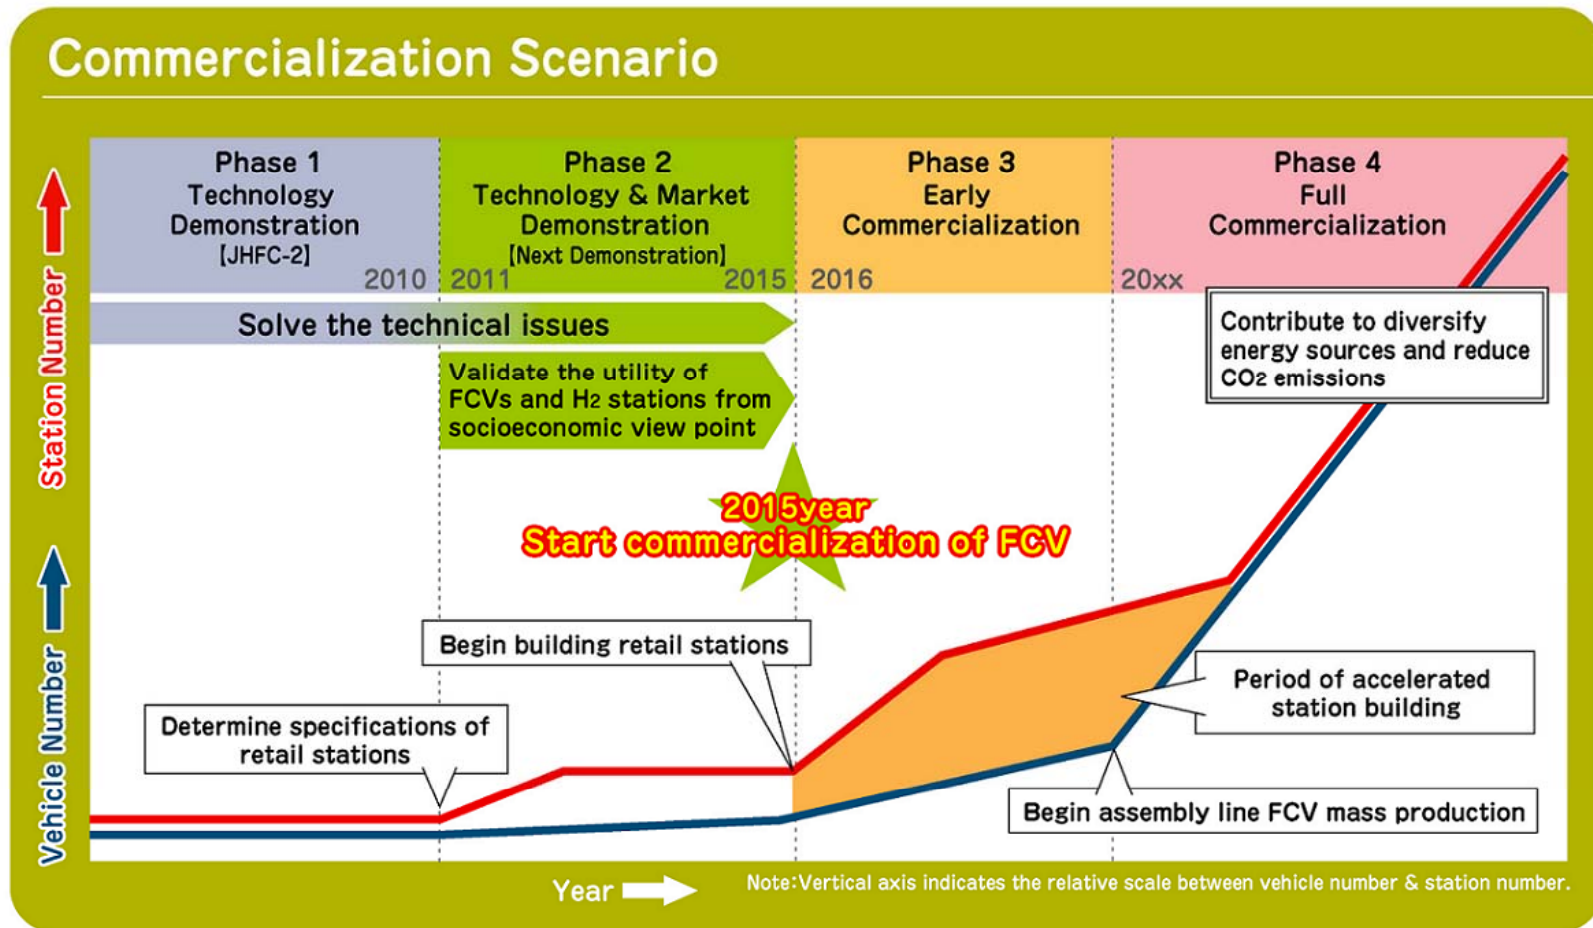 Commercialization Scenario
Phase 1
Technology
Demonstration
【JHFC-2】
2010
Phase 2
Technology & Market
Demonstration
【Next Demonstration】
2011
2015
Phase 3
Early
Commercialization
2016
Phase 4
Full
Commercialization
20xx
Station Number
Vehicle Number
Solve the technical issues
Validate the utility of
FCVs and H2 stations from
socioeconomic view point
Contribute to diversify
energy sources and reduce
CO2 emissions
2015year
Start commercialization of FCV
Begin building retail stations
Determine specifications of
retail stations
Period of accelerated
station building
Begin assembly line FCV mass production
Year
Note:Vertical axis indicates the relative scale between vehicle number & station number.